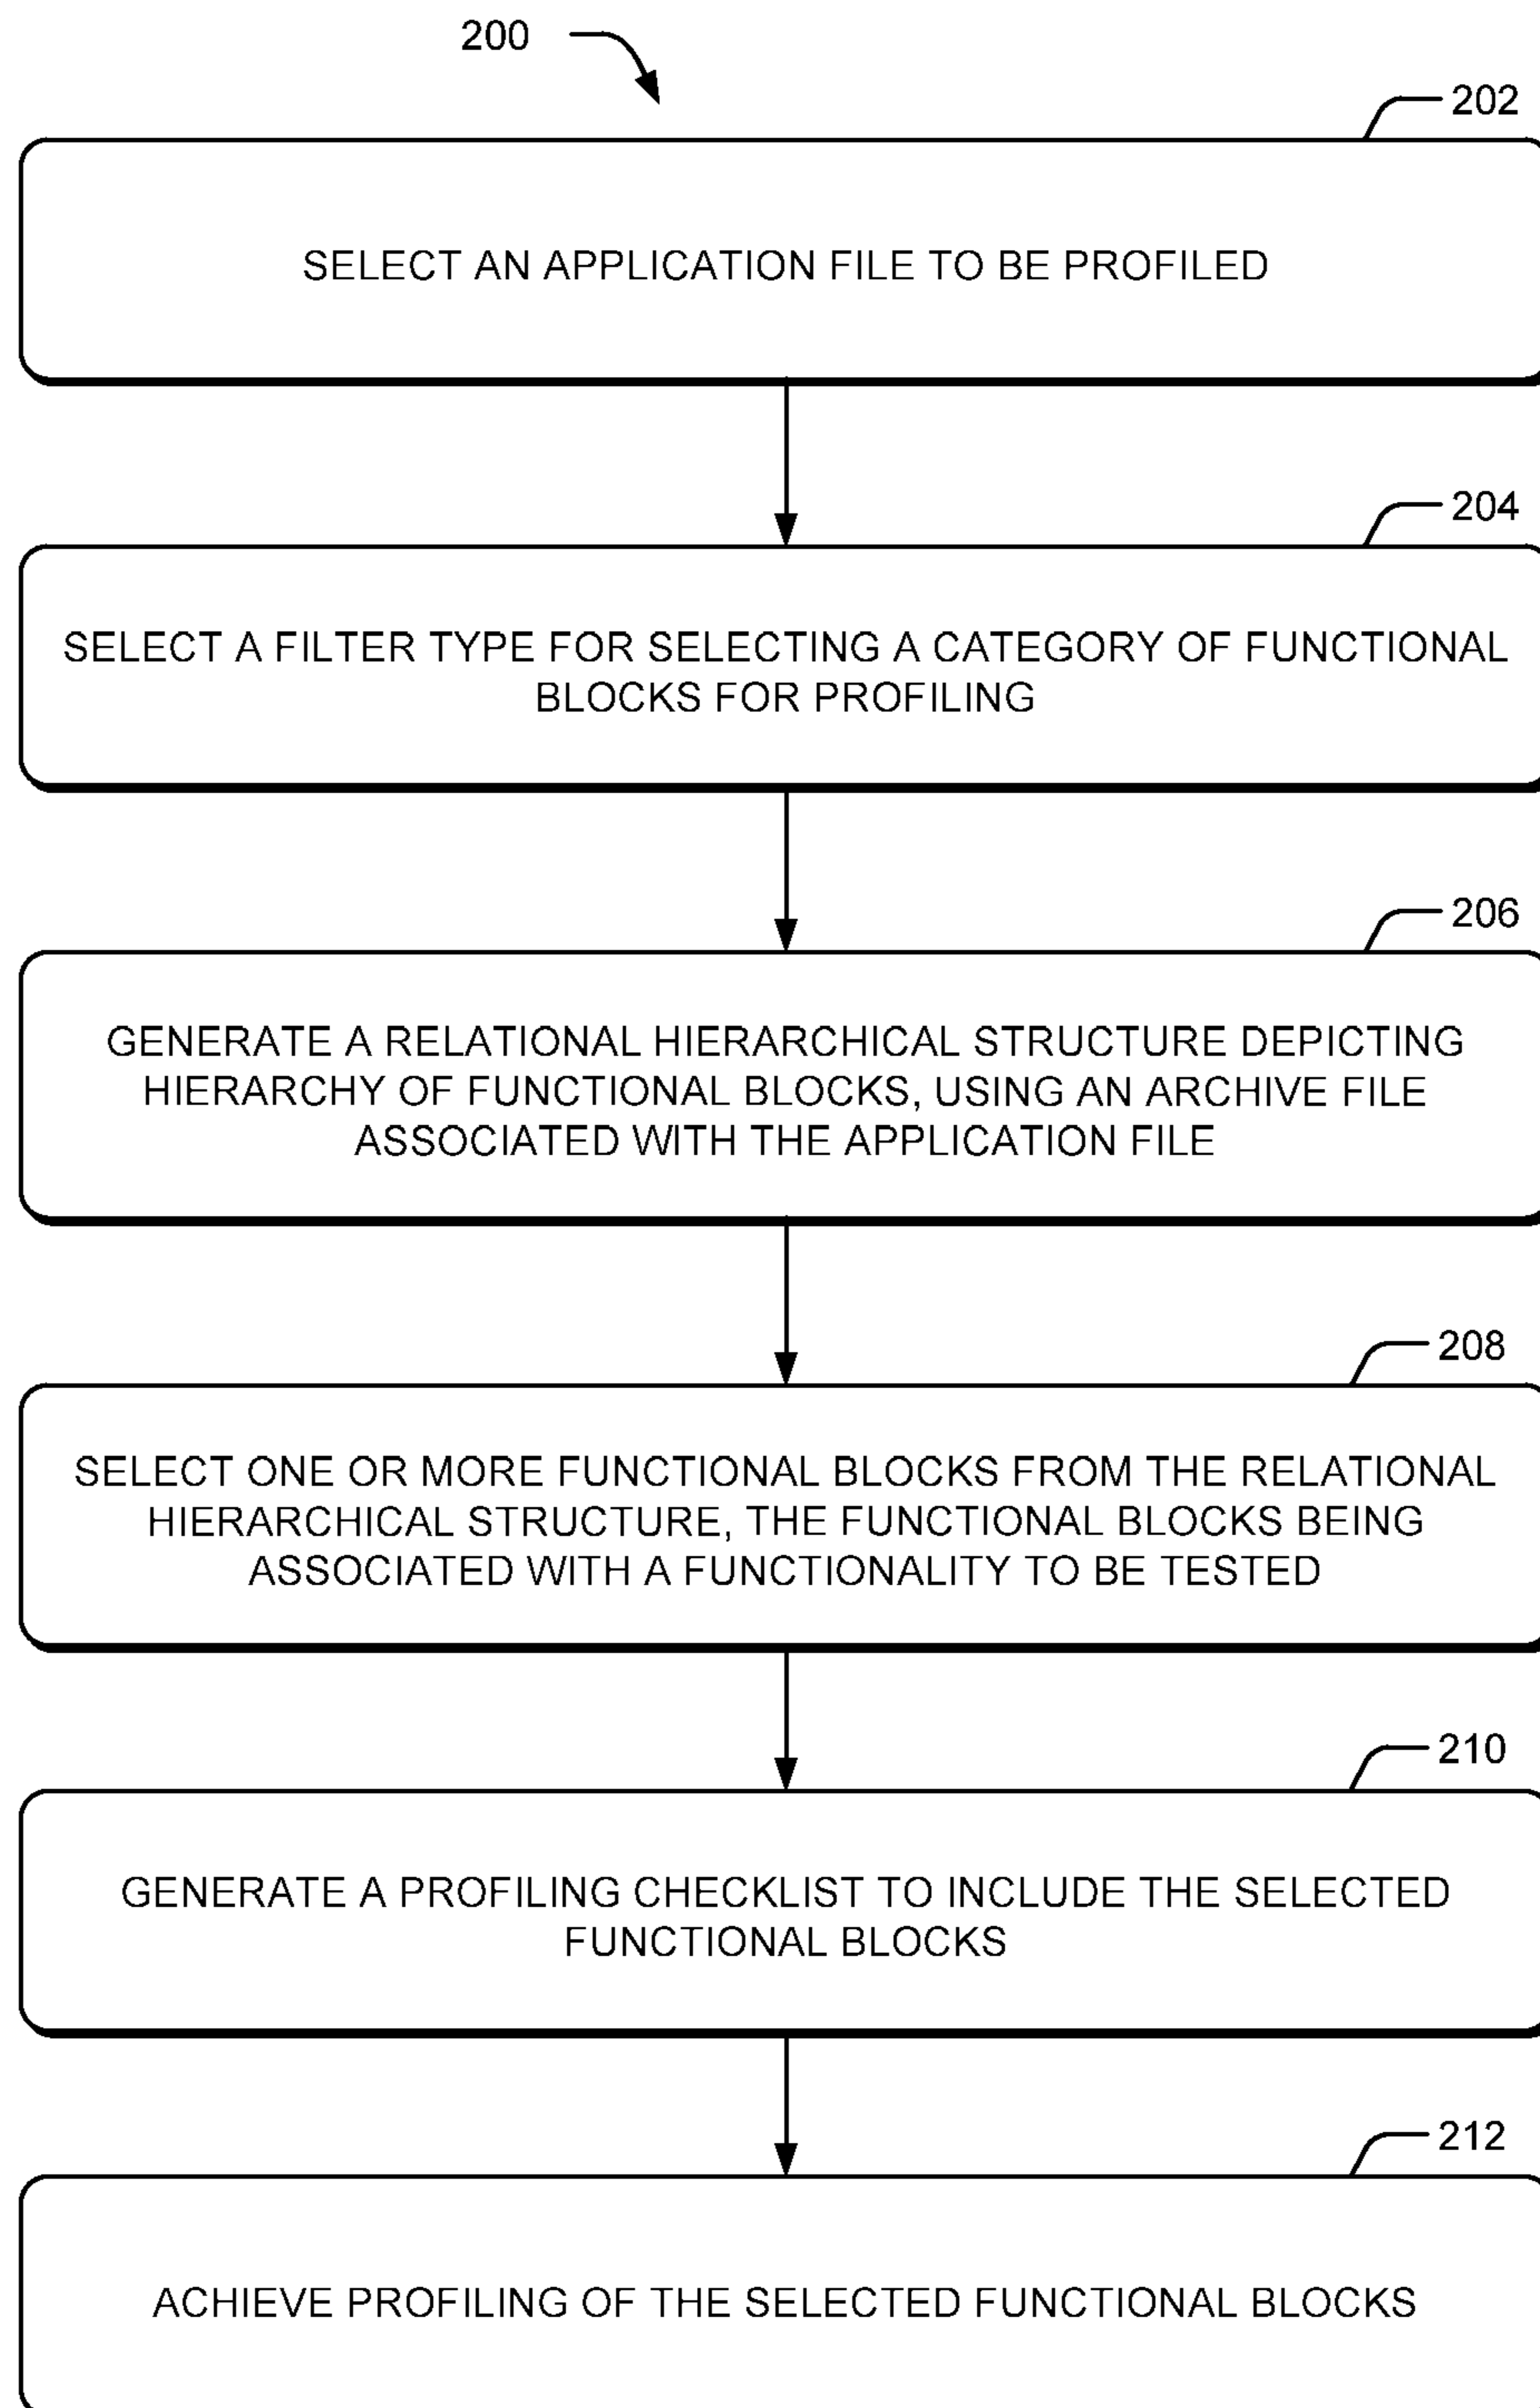 200
202
SELECT AN APPLICATION FILE TO BE PROFILED
204
SELECT A FILTER TYPE FOR SELECTING A CATEGORY OF FUNCTIONAL
BLOCKS FOR PROFILING
206
GENERATE A RELATIONAL HIERARCHICAL STRUCTURE DEPICTING
HIERARCHY OF FUNCTIONAL BLOCKS, USING AN ARCHIVE FILE
ASSOCIATED WITH THE APPLICATION FILE
208
SELECT ONE OR MORE FUNCTIONAL BLOCKS FROM THE RELATIONAL
HIERARCHICAL STRUCTURE, THE FUNCTIONAL BLOCKS BEING
ASSOCIATED WITH A FUNCTIONALITY TO BE TESTED
210
GENERATE A PROFILING CHECKLIST TO INCLUDE THE SELECTED
FUNCTIONAL BLOCKS
212
ACHIEVE PROFILING OF THE SELECTED FUNCTIONAL BLOCKS